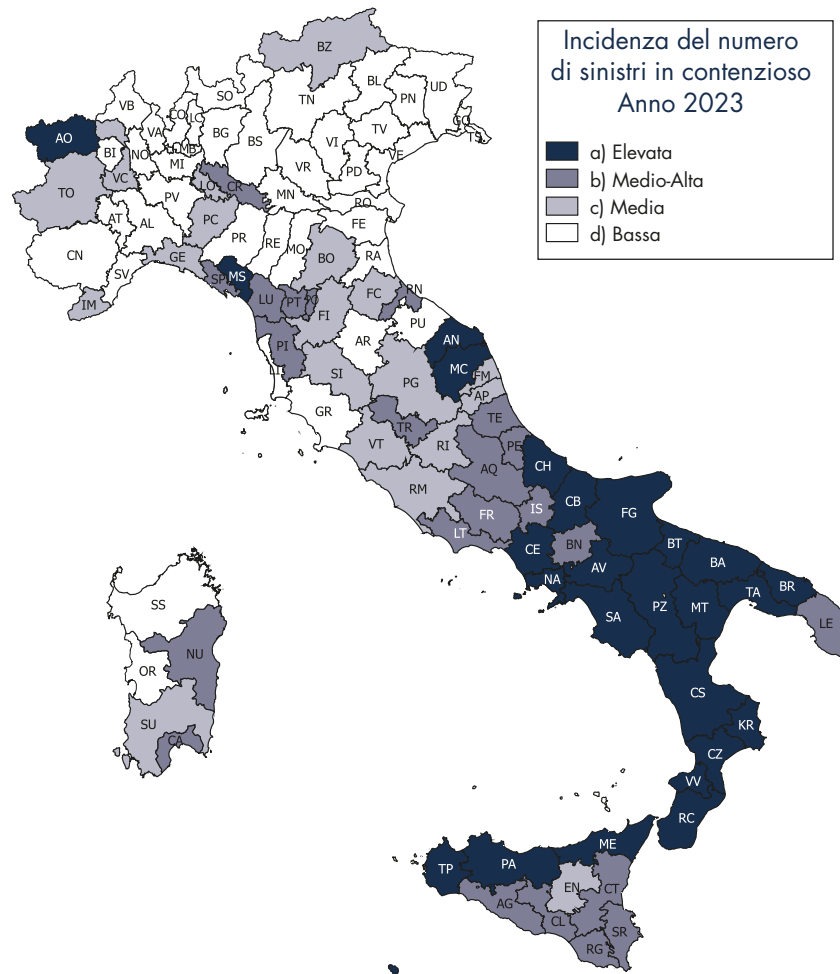 Incidenza del numero
di sinistri in contenzioso
Anno 2023
a) Elevata
b) Medio-Alta
c) Media
d) Bassa
BZ
SO
BL
UD
VB
TN
PN
CO
LC
GO
AO
VA
BG
BS
TV
TS
BI
NO
MB
MI
VI
VE
VC
VR
PD
TO
LO
CR
MN
PV
RO
AT
AL
PC
FE
PR
RE
MO
CN
GE
BO
RA
SV
MS
SP
FC
RN
IM
LU
PT
PO
FI
PU
AN
PI
AR
MC
LI
SI
FM
PG
AP
GR
TE
TR
VT
RI
PE
AQ
CH
RM
CB
IS
FR
FG
LT
BN
CE
BT
AV
BA
NA
BR
TA
SS
PZ
MT
SA
LE
NU
OR
CS
SU
KR
CA
CZ
VV
RC
ME
PA
TP
EN
CT
AG
CL
SR
RG